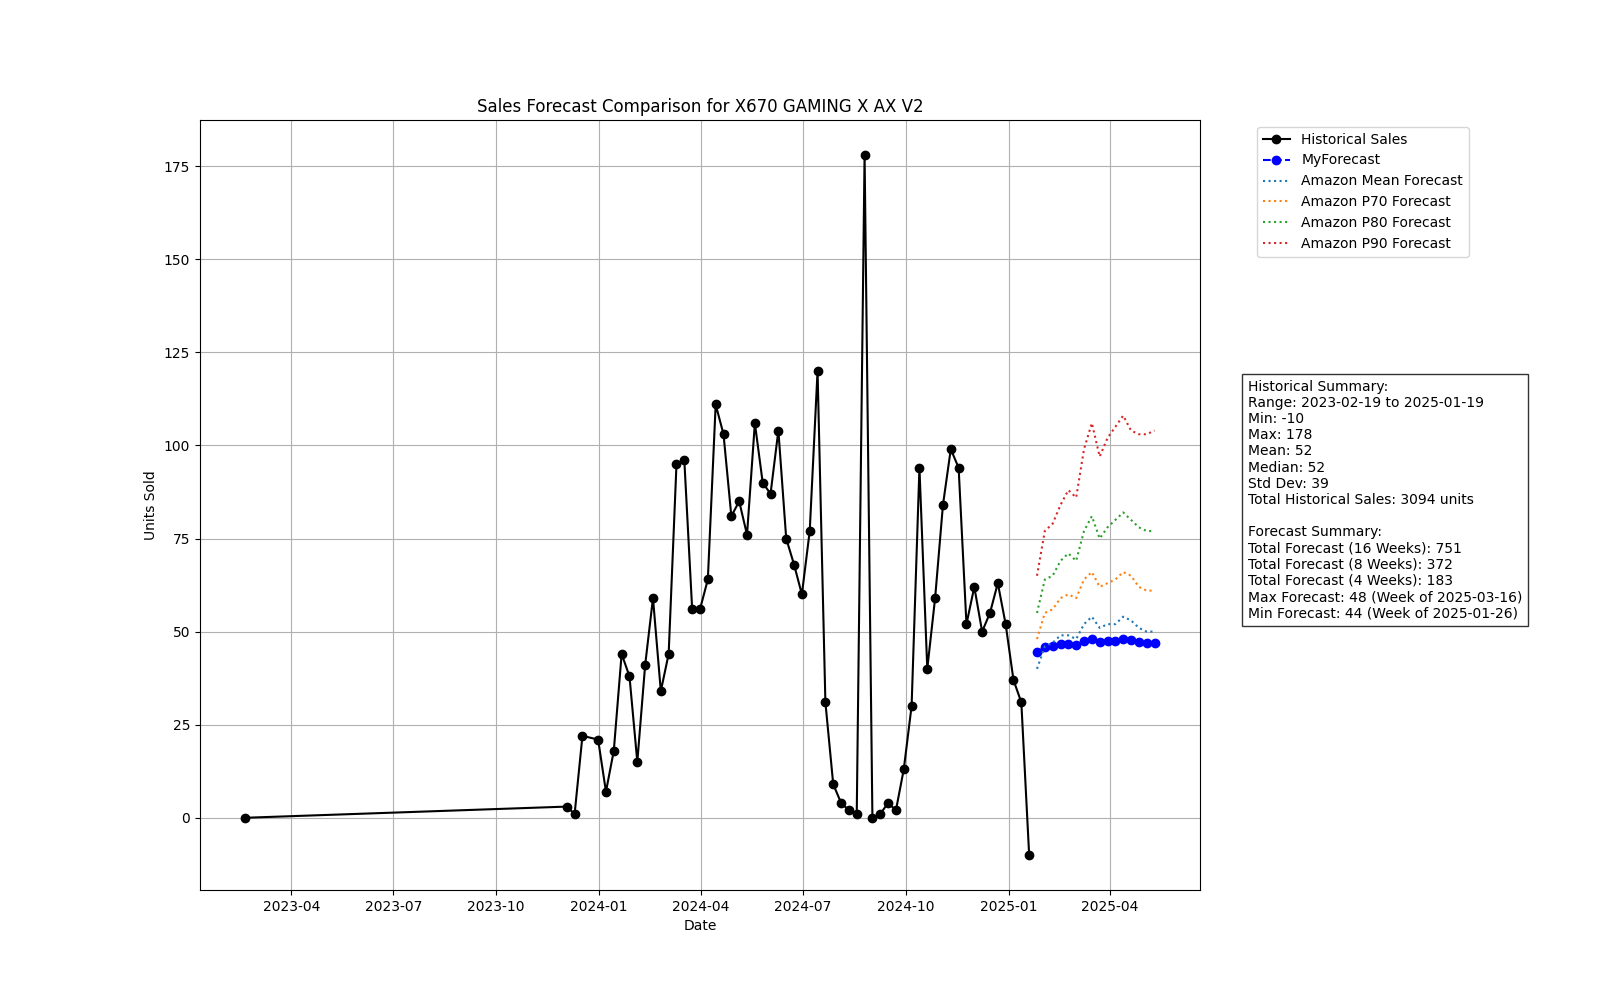 Sales Forecast Comparison for X670 GAMING X AX V2
Units Sold
175
150
125
100
75
50
25
0
2023-04
2023-07
2023-10
2024-01
2024-04
2024-07
2024-10
2025-01
2025-04
Date
Historical Sales
MyForecast
Amazon Mean Forecast
Amazon P70 Forecast
Amazon P80 Forecast
Amazon P90 Forecast
Historical Summary:
Range: 2023-02-19 to 2025-01-19
Min: -10
Max: 178
Mean: 52
Median: 52
Std Dev: 39
Total Historical Sales: 3094 units
Forecast Summary:
Total Forecast (16 Weeks): 751
Total Forecast (8 Weeks): 372
Total Forecast (4 Weeks): 183
Max Forecast: 48 (Week of 2025-03-16)
Min Forecast: 44 (Week of 2025-01-26)